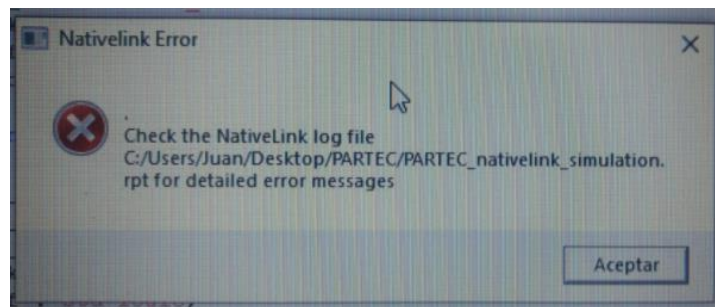 Nativelink Error
.
Check the NativeLink log file
C:/Users/Juan/Desktop/PARTEC/PARTEC_nativelink_simulation.
rpt for detailed error messages
Aceptar